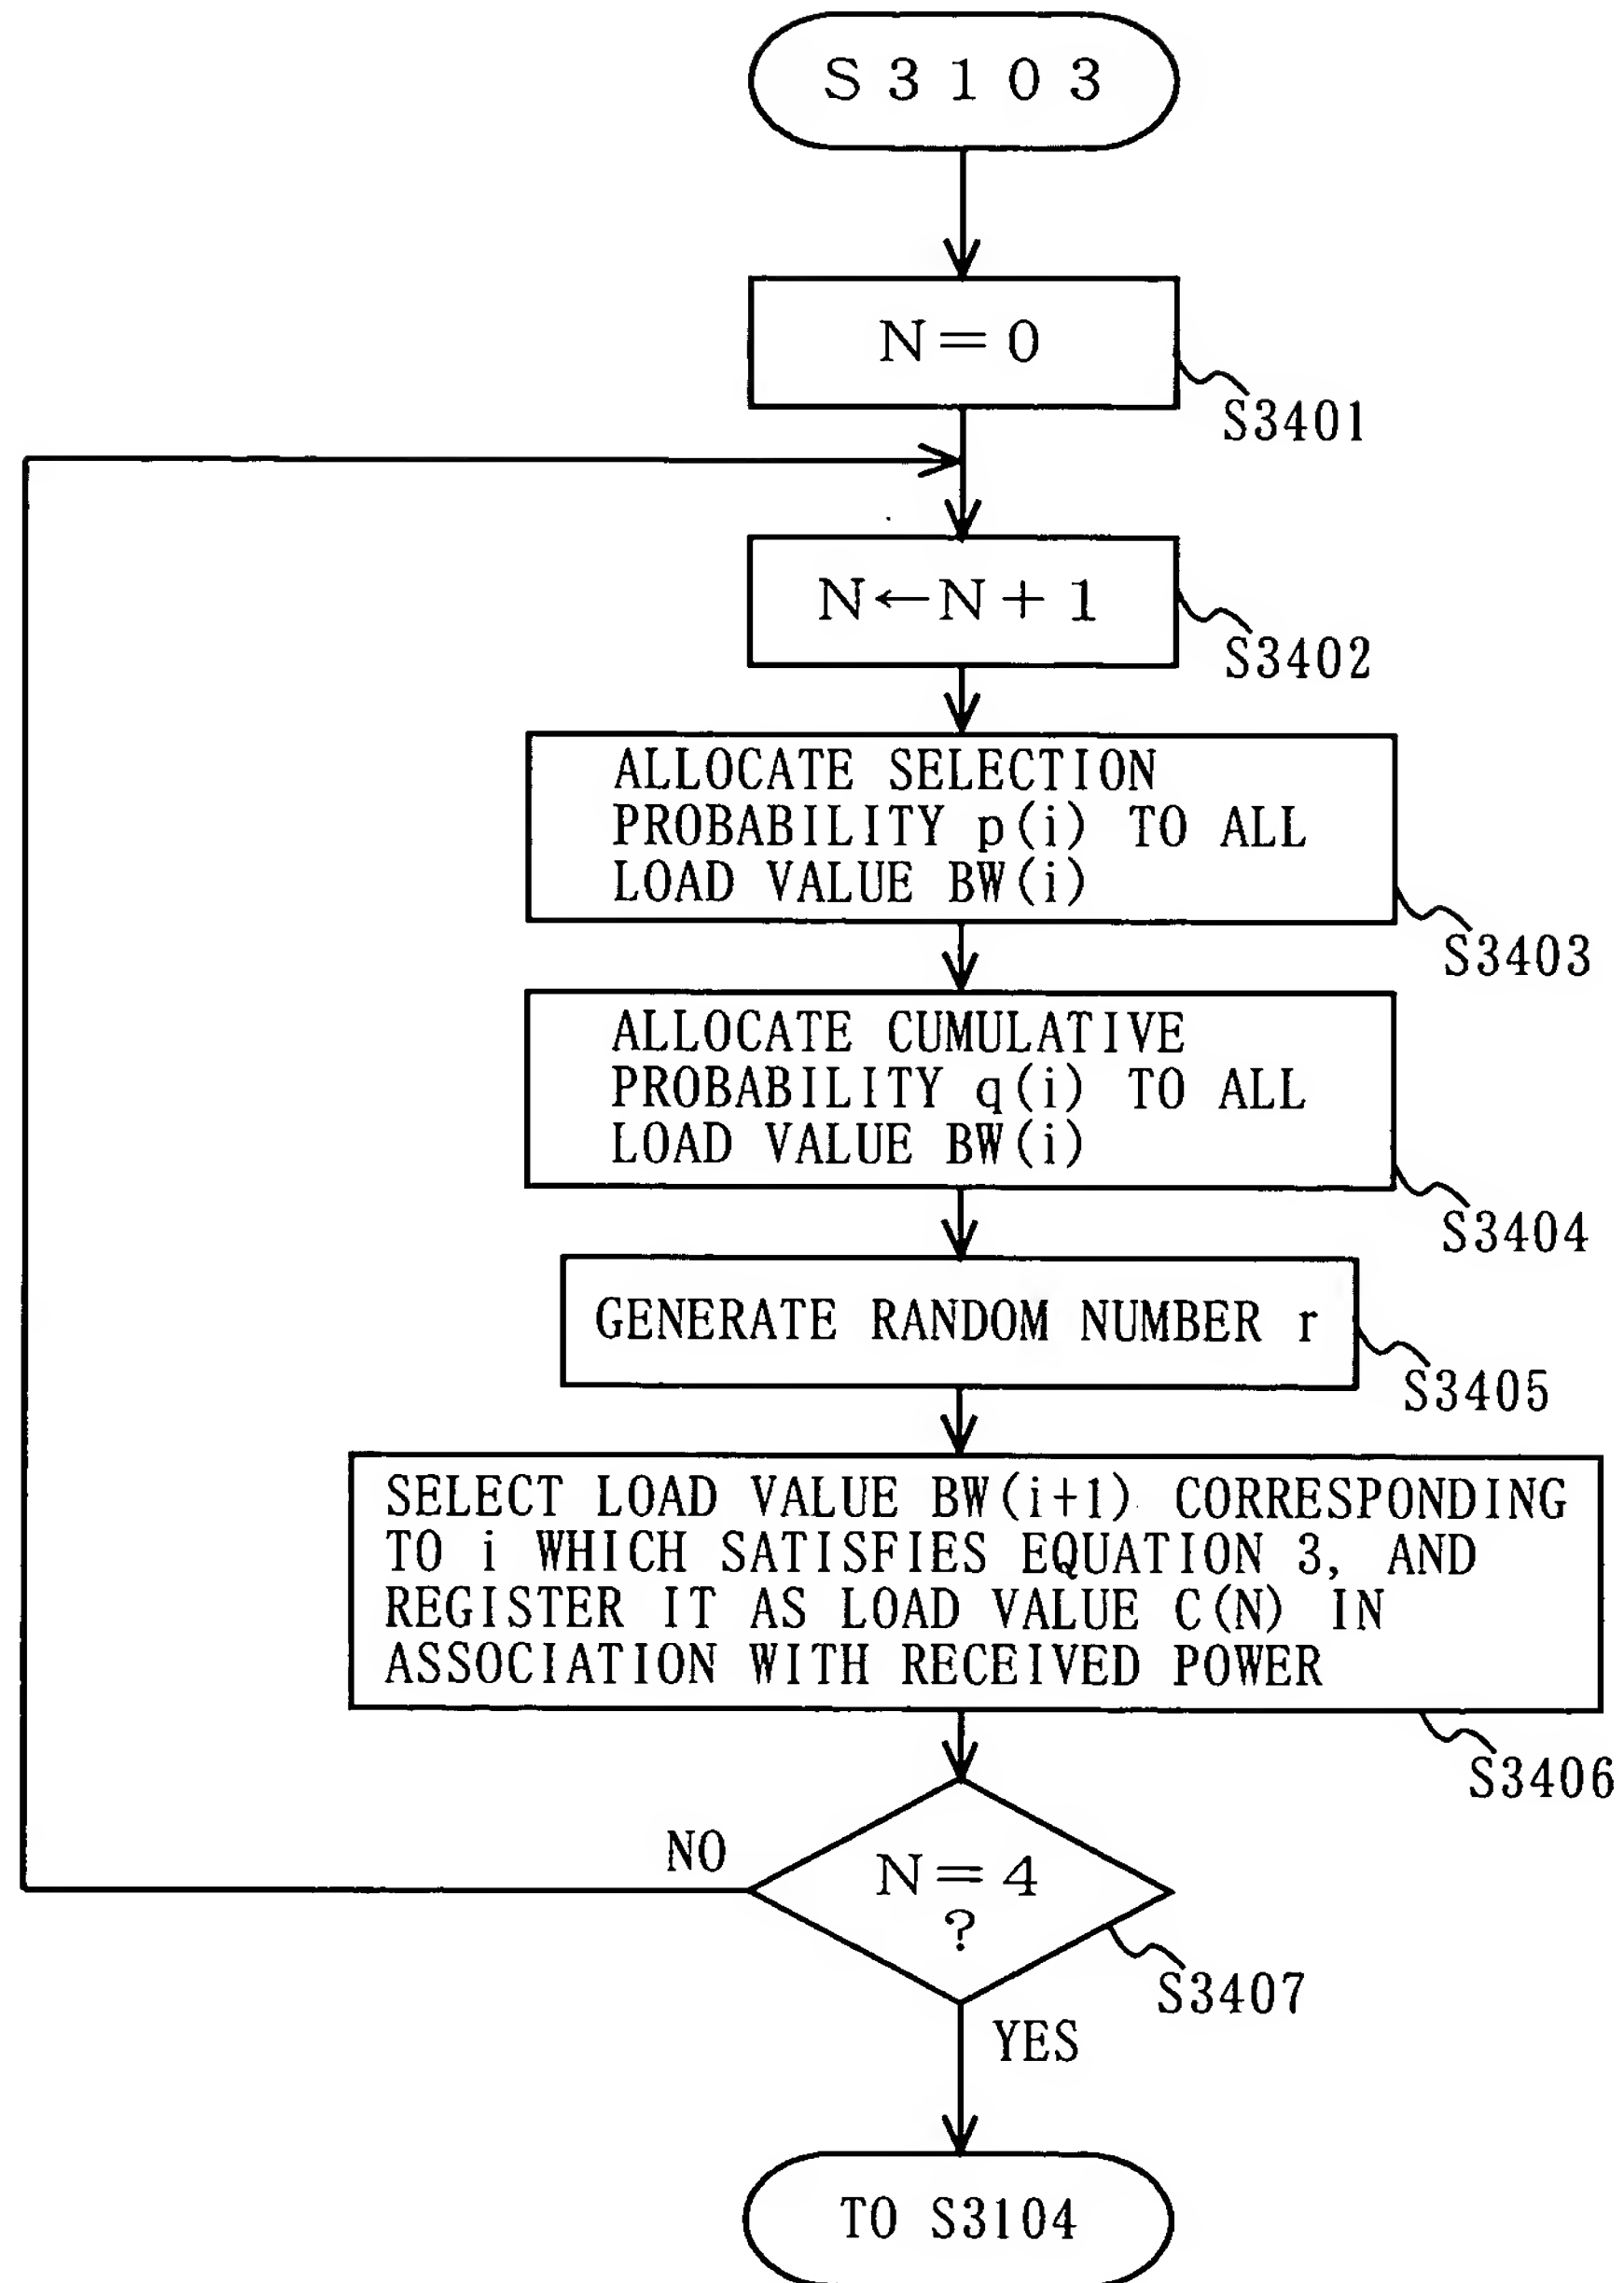 S3103
N=0
S3401
N←N+1
S3402
ALLOCATE SELECTION
PROBABILITY p(i) TO ALL
LOAD VALUE BW(i)
S3403
ALLOCATE CUMULATIVE
PROBABILITY q(i) TO ALL
LOAD VALUE BW(i)
S3404
GENERATE RANDOM NUMBER r
S3405
SELECT LOAD VALUE BW(i+1) CORRESPONDING
TO i WHICH SATISFIES EQUATION 3, AND
REGISTER IT AS LOAD VALUE C(N) IN
ASSOCIATION WITH RECEIVED POWER
S3406
NO
N=4
?
S3407
YES
TO S3104